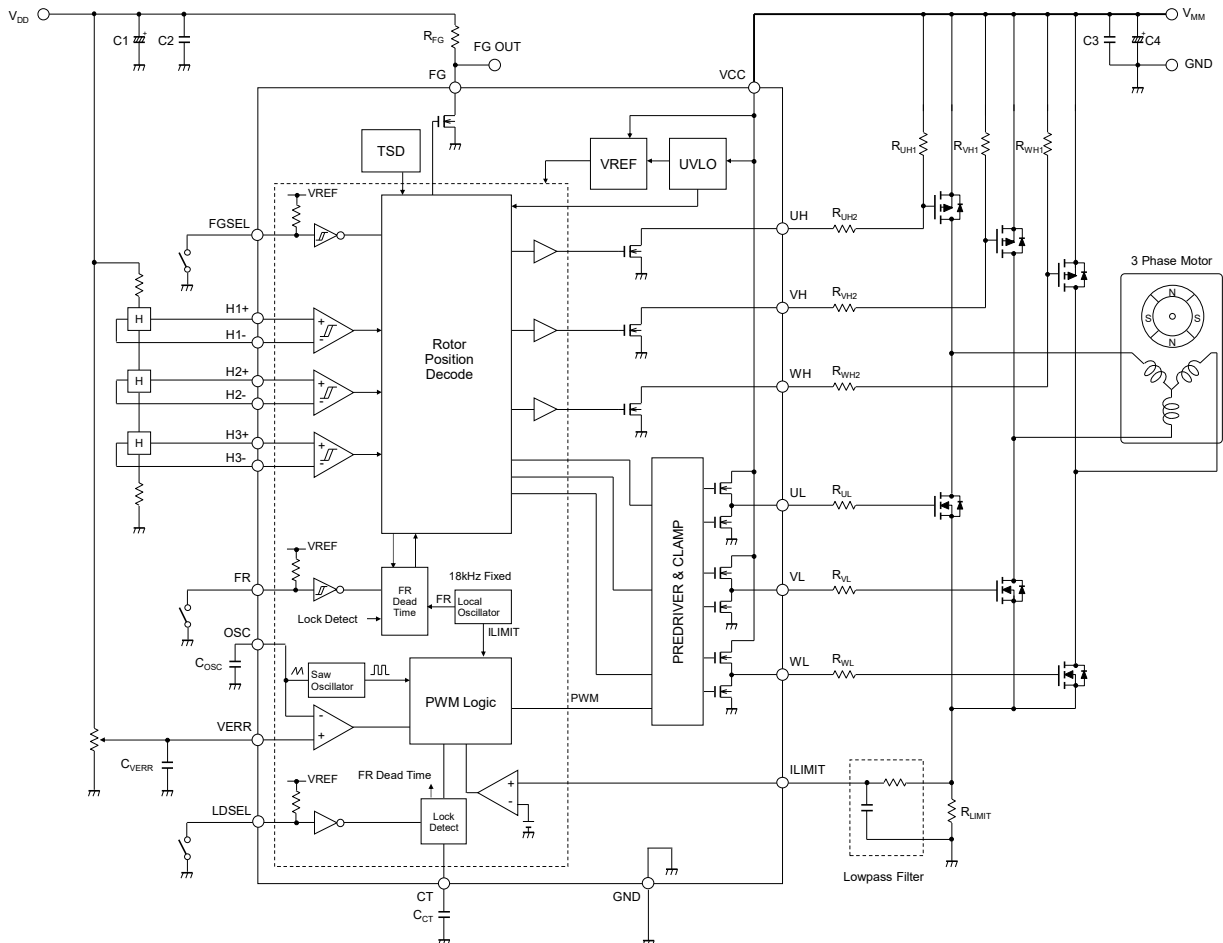 VDD
C1
+
C2
RFG
FG OUT
FG
VCC
VMM
C3
+
C4
GND
TSD
VREF
UVLO
RUH1
RVH1
RWH1
VREF
FGSEL
UH
RUH2
3 Phase Motor
N
S
S
N
H
H1+
H1-
+
-
VH
RVH2
Rotor
Position
Decode
H
H2+
H2-
+
-
WH
RWH2
H
H3+
H3-
+
-
UL
RUL
PREDRIVER & CLAMP
VREF
FR
FR
Dead
Time
18kHz Fixed
FR
Local
Oscillator
Lock Detect
ILIMIT
VL
RVL
OSC
COSC
Saw
Oscillator
PWM Logic
PWM
WL
RWL
VERR
-
+
CVERR
FR Dead Time
VREF
LDSEL
Lock
Detect
+
-
ILIMIT
RLIMIT
Lowpass Filter
CT
CCT
GND